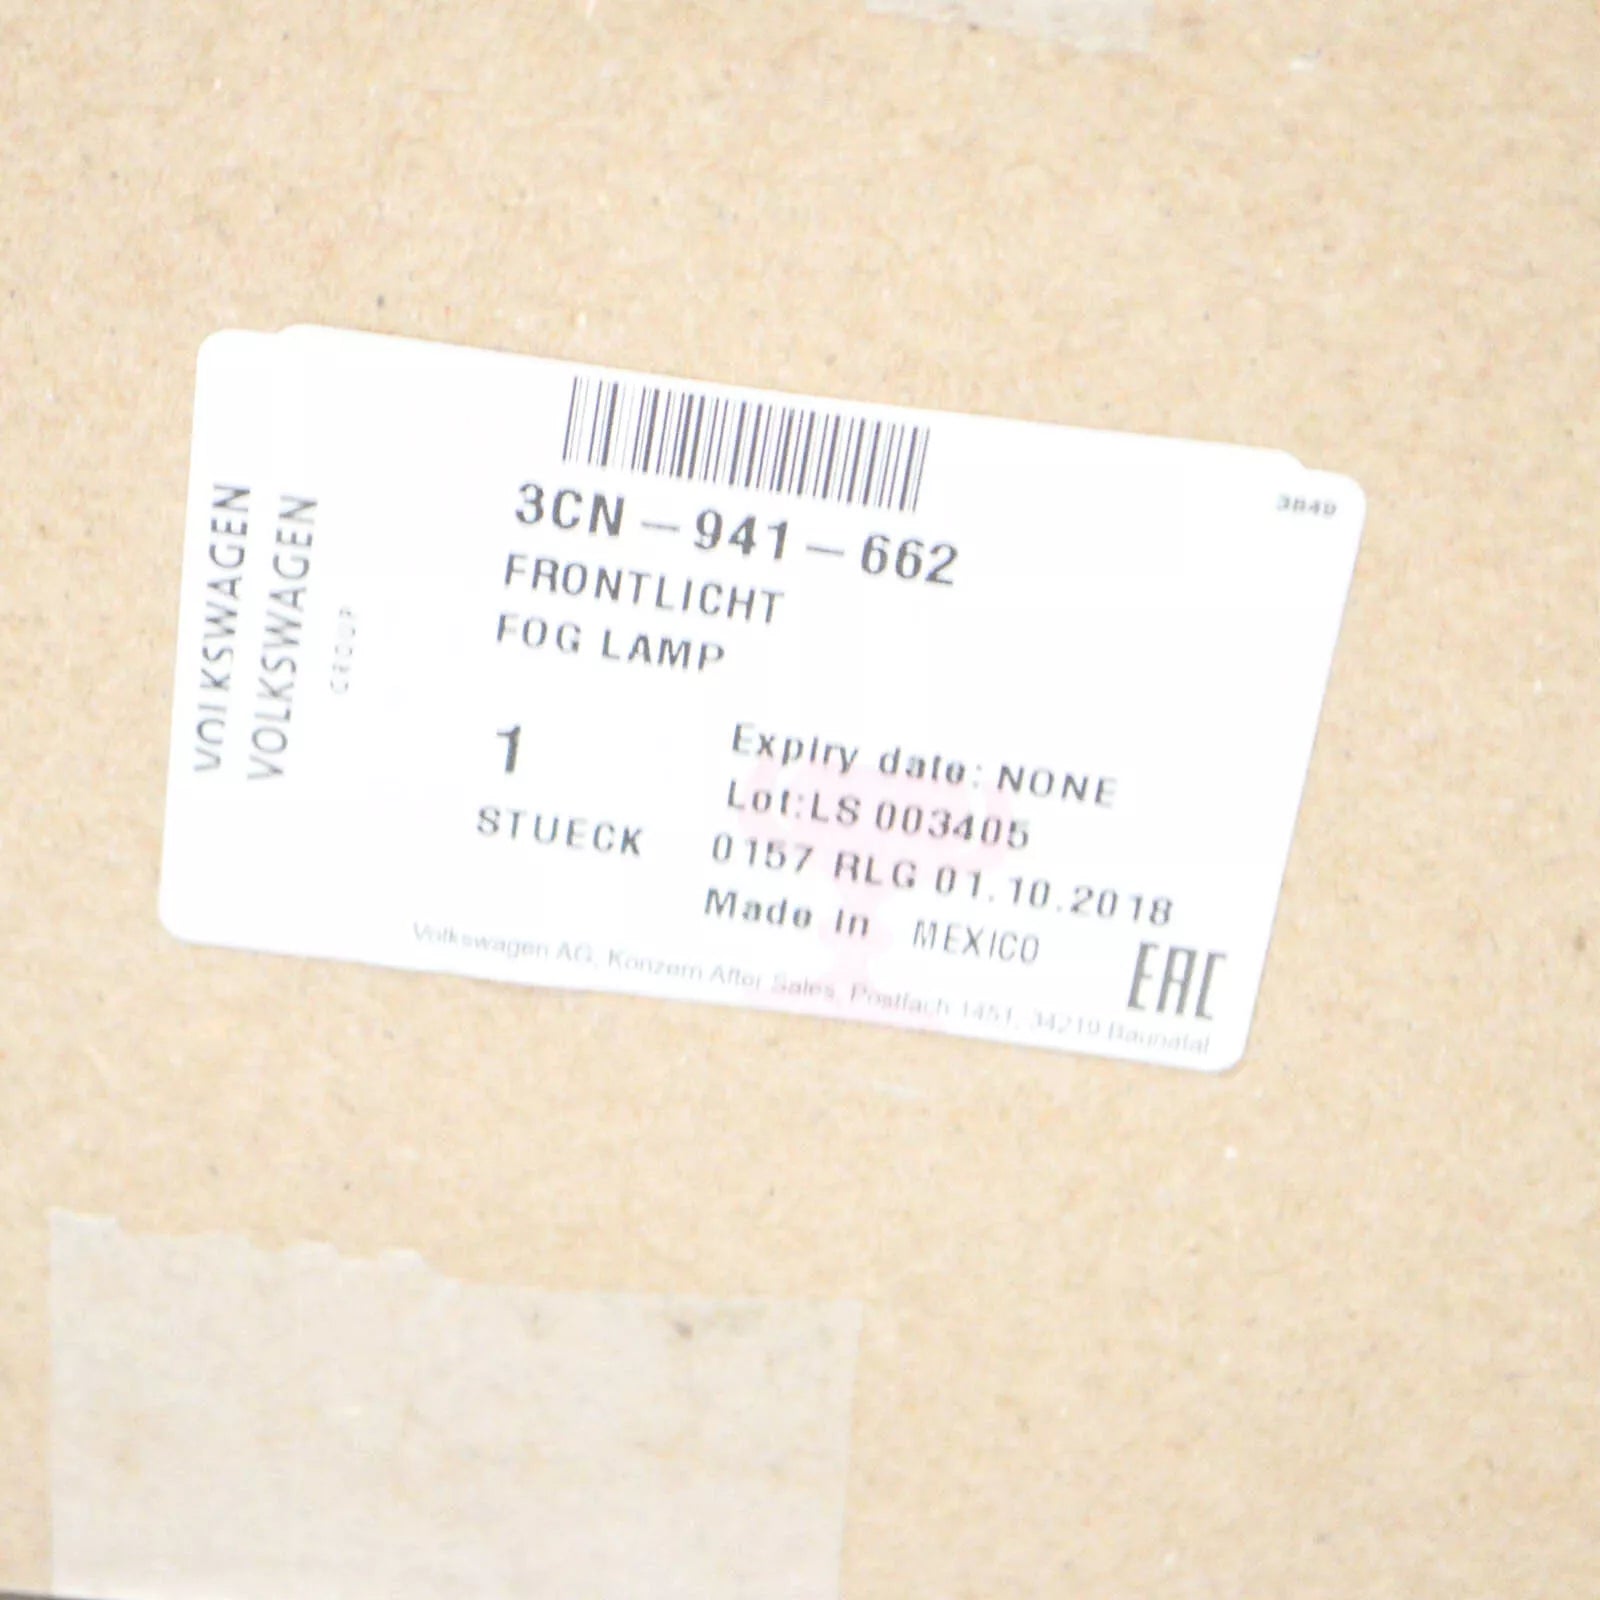 VOLKSWAGEN
VOLKSWAGEN
GROUP
3CN-941-662
FRONTLICHT
FOG LAMP
1
STUECK
Expiry date: NONE
Lot:LS 003405
0157 RLG 01.10.2018
Made in MEXICO
EAC
Volkswagen AG, Konzern After Sales, Postfach 1451, 34219 Baunatal